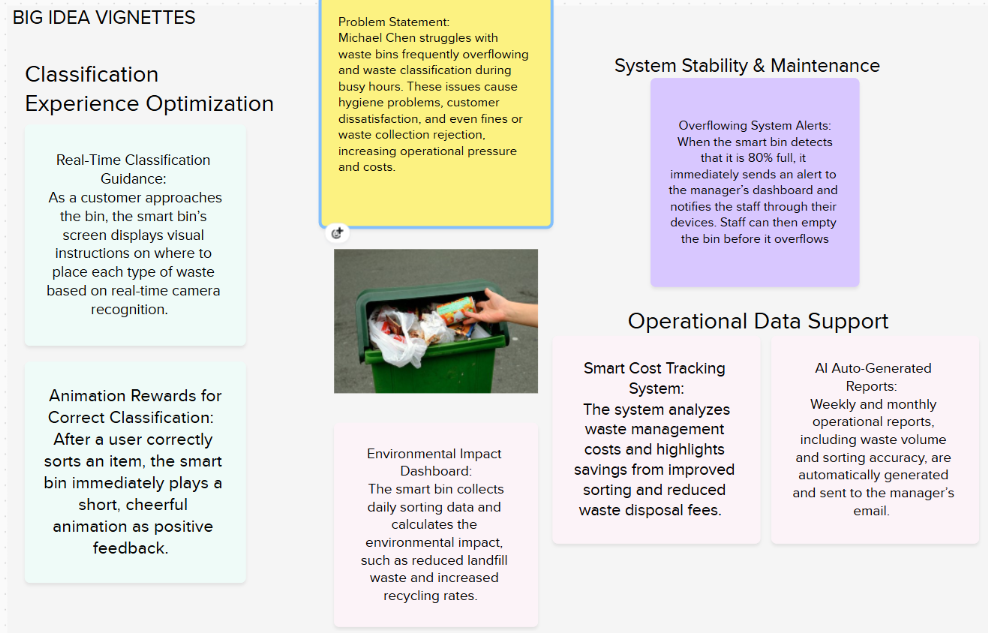 BIG IDEA VIGNETTES
Classification
Experience Optimization
Real-Time Classification
Guidance:
As a customer approaches
the bin, the smart bin's
screen displays visual
instructions on where to
place each type of waste
based on real-time camera
recognition.
Animation Rewards for
Correct Classification:
After a user correctly
sorts an item, the smart
bin immediately plays a
short, cheerful
animation as positive
feedback.
Problem Statement:
Michael Chen struggles with
waste bins frequently overflowing
and waste classification during
busy hours. These issues cause
hygiene problems, customer
dissatisfaction, and even fines or
waste collection rejection,
increasing operational pressure
and costs.
Environmental Impact
Dashboard:
The smart bin collects
daily sorting data and
calculates the
environmental impact,
such as reduced landfill
waste and increased
recycling rates.
System Stability & Maintenance
Overflowing System Alerts:
When the smart bin detects
that it is 80% full, it
immediately sends an alert to
the manager's dashboard and
notifies the staff through their
devices. Staff can then empty
the bin before it overflows
Operational Data Support
Smart Cost Tracking
System:
The system analyzes
waste management
costs and highlights
savings from improved
sorting and reduced
waste disposal fees.
AI Auto-Generated
Reports:
Weekly and monthly
operational reports,
including waste volume
and sorting accuracy, are
automatically generated
and sent to the manager's
email.